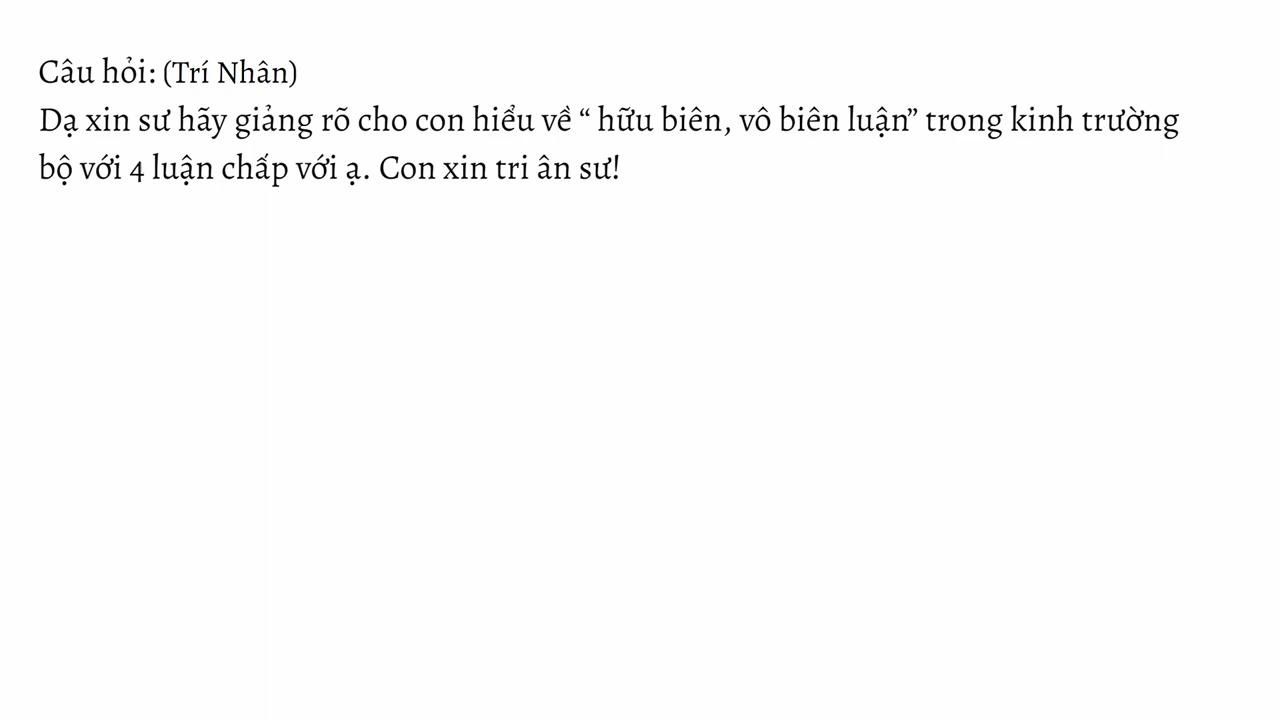 Câu hỏi: (Trí Nhân)
Dạ xin sư hãy giảng rõ cho con hiểu về “ hữu biên, vô biên luận” trong kinh trường
bộ với 4 luận chấp với ạ. Con xin tri ân sư!